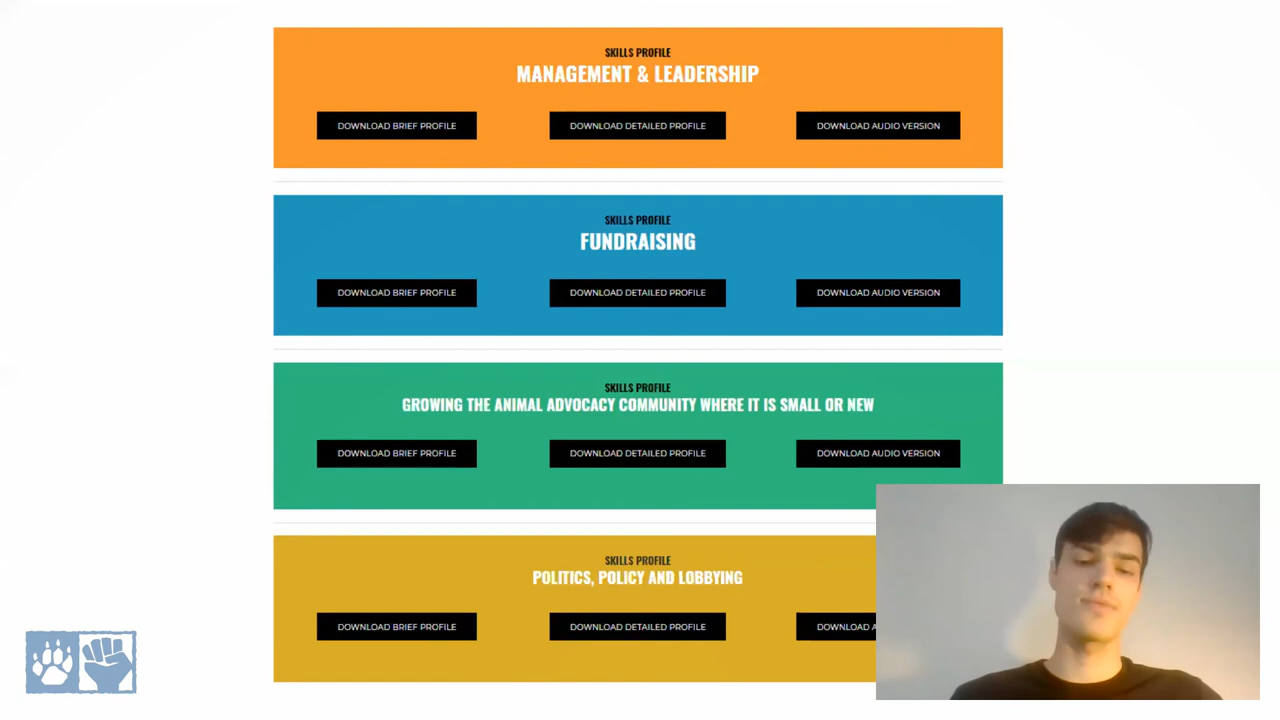 SKILLS PROFILE
MANAGEMENT & LEADERSHIP
DOWNLOAD BRIEF PROFILE
DOWNLOAD DETAILED PROFILE
DOWNLOAD AUDIO VERSION
SKILLS PROFILE
FUNDRAISING
DOWNLOAD BRIEF PROFILE
DOWNLOAD DETAILED PROFILE
DOWNLOAD AUDIO VERSION
SKILLS PROFILE
GROWING THE ANIMAL ADVOCACY COMMUNITY WHERE IT IS SMALL OR NEW
DOWNLOAD BRIEF PROFILE
DOWNLOAD DETAILED PROFILE
DOWNLOAD AUDIO VERSION
SKILLS PROFILE
POLITICS, POLICY AND LOBBYING
DOWNLOAD BRIEF PROFILE
DOWNLOAD DETAILED PROFILE
DOWNLOAD